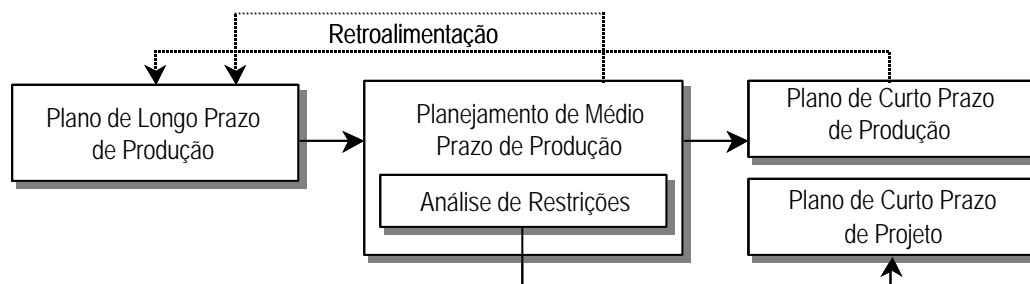 Retroalimentação
Plano de Longo Prazo
de Produção
Planejamento de Médio
Prazo de Produção
Análise de Restrições
Plano de Curto Prazo
de Produção
Plano de Curto Prazo
de Projeto